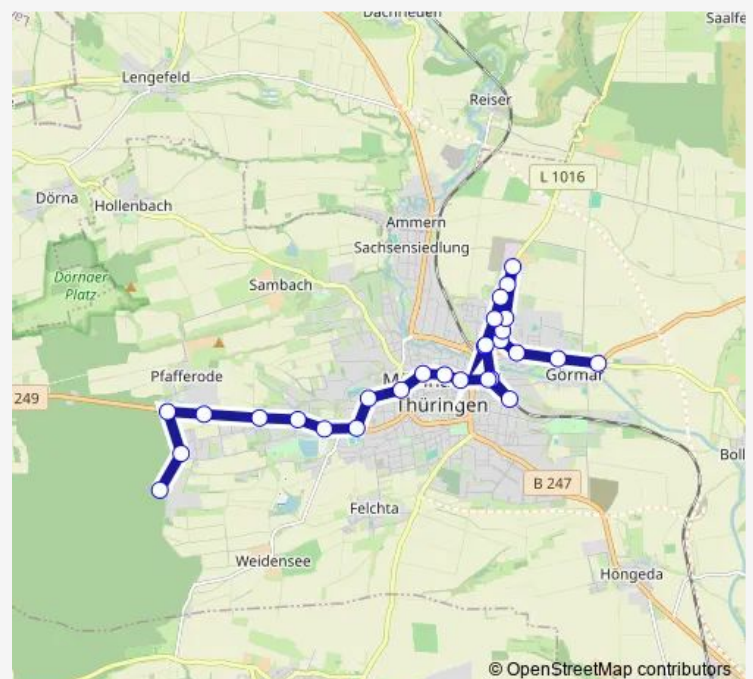 Dachrieden
Saalfe
Lengefeld
Reiser
L 1016
Dörna
Hollenbach
Ammern
Sachsensiedlung
Dörnaer
Platz
Sambach
Pfafferode
Görmar
249
Thüringen
B 247
Boll
Felchta
Weidensee
Höngeda
© OpenStreetMap contributors